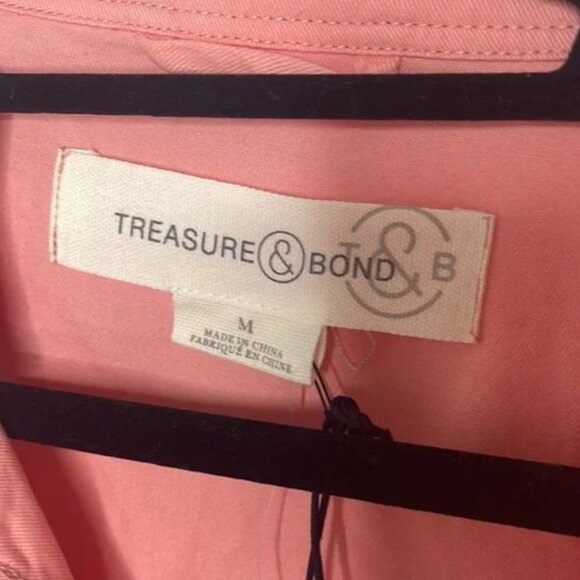 TREASURE & BOND
T & B
M
MADE IN CHINA
FABRIQUÉ EN CHINE